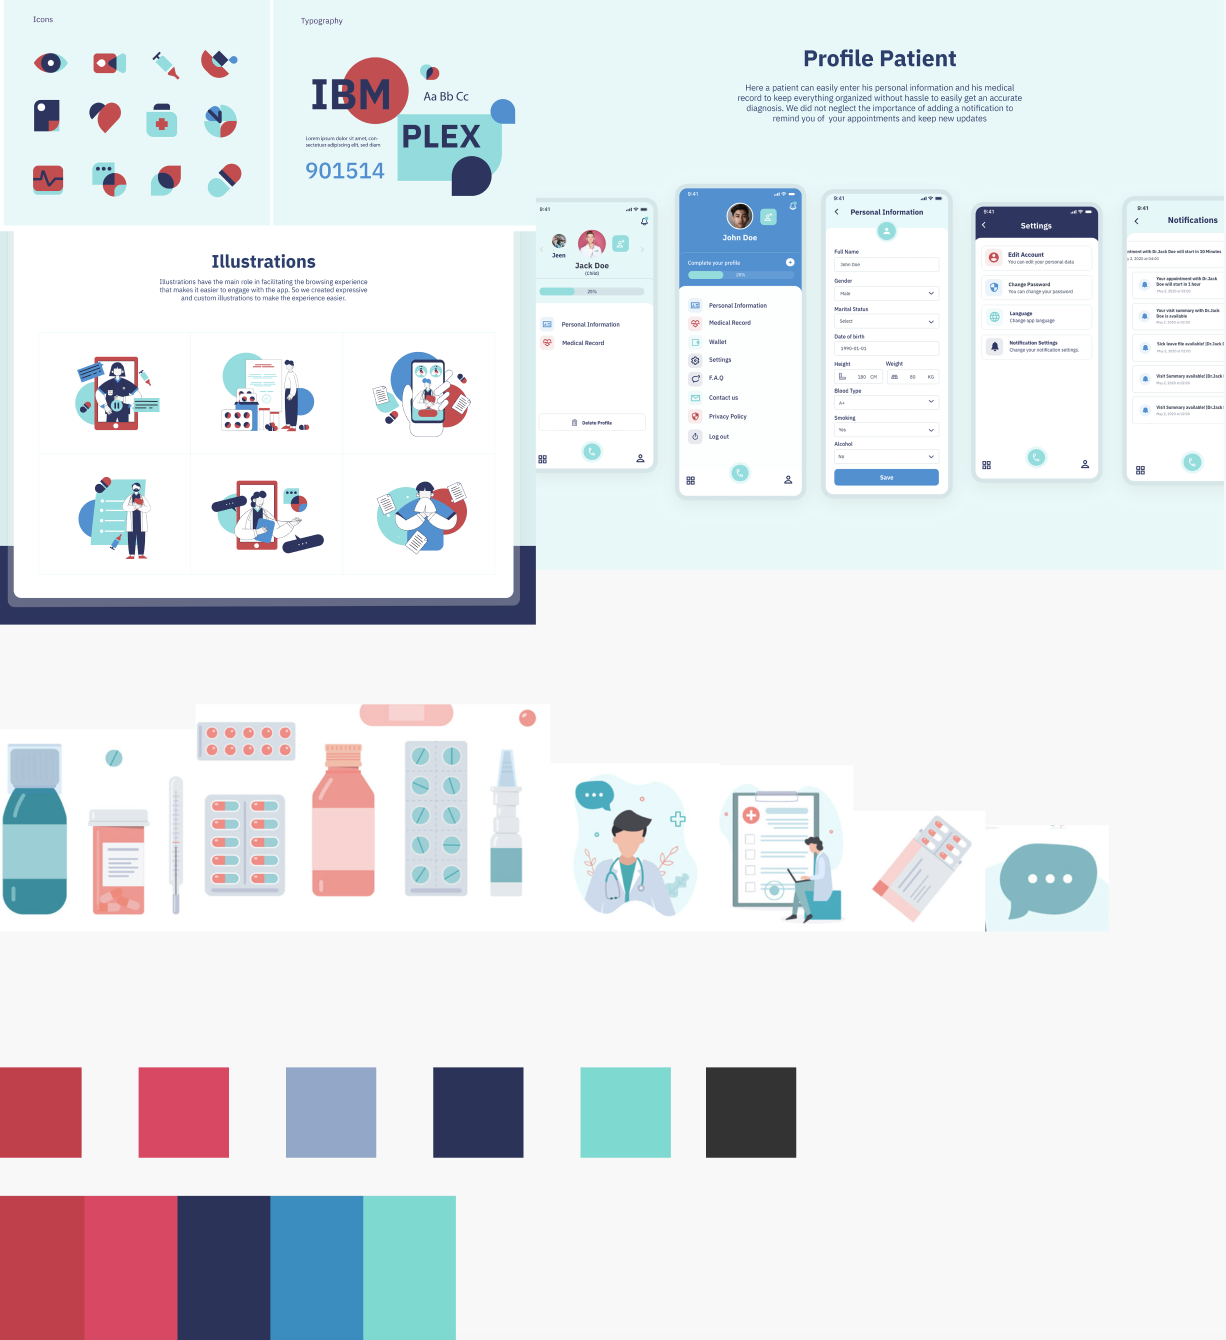 Icons
Typography
IBM
Aa Bb Cc
PLEX
Lorem ipsum dolor sit amet, con-
sectetuer adipiscing elit, sed diam
901514
Profile Patient
Here a patient can easily enter his personal information and his medical
record to keep everything organized without hassle to easily get an accurate
diagnosis. We did not neglect the importance of adding a notification to
remind you of your appointments and keep new updates
Illustrations
Illustrations have the main role in facilitating the browsing experience
that makes it easier to engage with the app. So we created expressive
and custom illustrations to make the experience easier.
9:41
Jeen
Jack Doe
(Child)
25%
Personal Information
Medical Record
Delete Profile
9:41
John Doe
Complete your profile
25%
Personal Information
Medical Record
Wallet
Settings
F.A.Q
Contact us
Privacy Policy
Log out
9:41
Personal Information
Full Name
John Doe
Gender
Male
Marital Status
Select
Date of birth
1990-01-01
Height
Weight
180 CM
80 KG
Blood Type
A+
Smoking
Yes
Alcohol
No
Save
9:41
Settings
Edit Account
You can edit your personal data
Change Password
You can change your password
Language
Change app language
Notification Settings
Change your notification settings.
9:41
Notifications
with Dr.Jack Doe will start in 10 Minutes
Your appointment with Dr.Jack
Doe will start in 1 hour
Your visit summary with Dr.Jack
Doe is available
Sick leave file available! (Dr.Jack
Visit Summary available! (Dr.Jack
Visit Summary available! (Dr.Jack